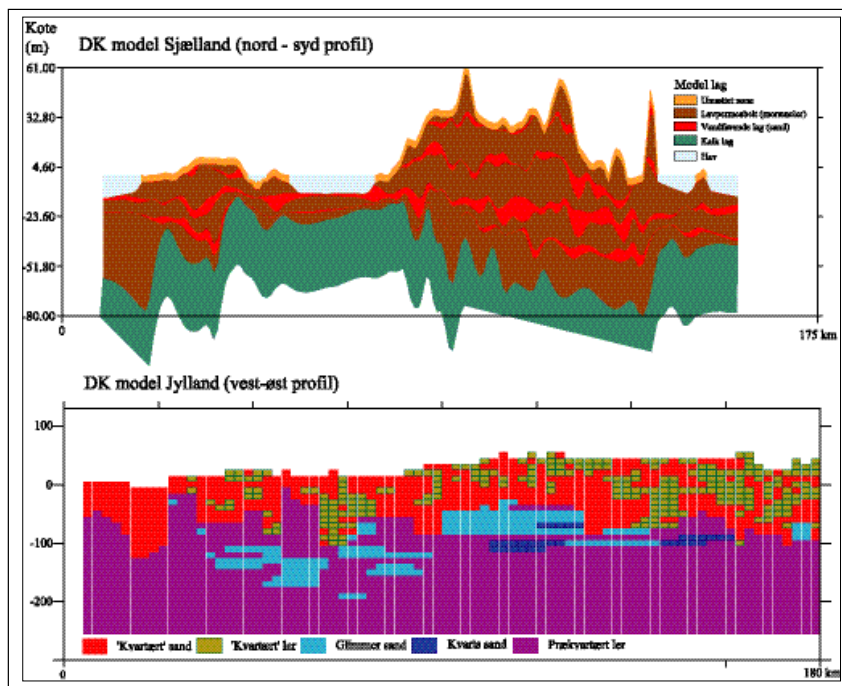 Kote
(m)
DK model Sjælland (nord - syd profil)
61.00
32.80
4.60
-23.60
-51.80
-80.00
0
175 km
Model lag
Umættet zone
Lavpermeabelt (moræneler)
Vandførende lag (sand)
Kalk lag
Hav
DK model Jylland (vest-øst profil)
100
0
-100
-200
'Kvartært' sand
'Kvartært' ler
Glimmer sand
Kvarts sand
Prækvartært ler
0
180 km